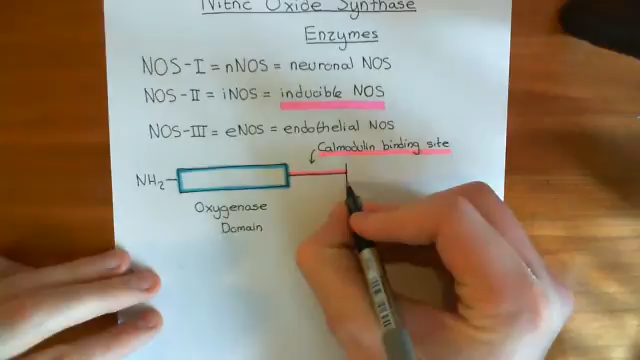 Nitric Oxide Synthase
Enzymes
NOS-I = nNOS = neuronal NOS
NOS-II = iNOS = inducible NOS
NOS-III = eNOS = endothelial NOS
Calmodulin binding site
NH2
Oxygenase
Domain